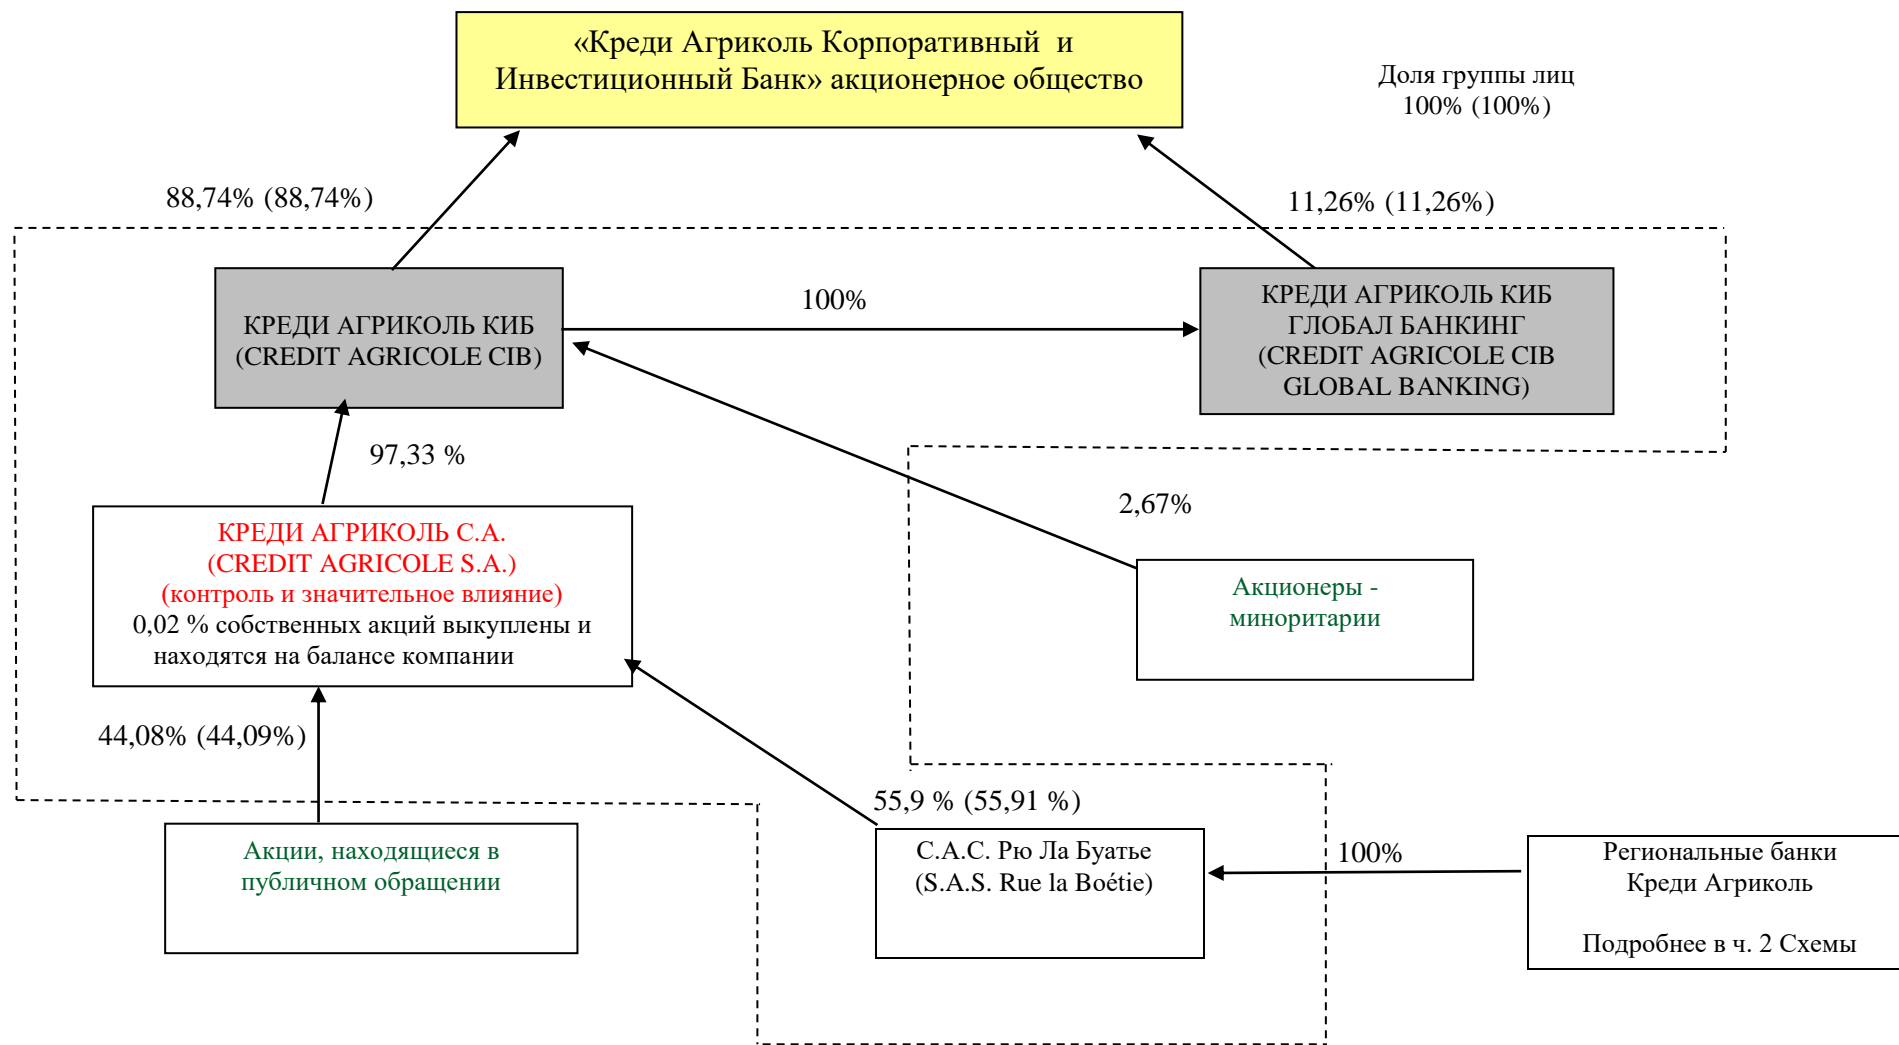 «Креди Агриколь Корпоративный и
Инвестиционный Банк» акционерное общество
Доля группы лиц
100% (100%)
88,74% (88,74%)
11,26% (11,26%)
КРЕДИ АГРИКОЛЬ КИБ
(CREDIT AGRICOLE CIB)
100%
КРЕДИ АГРИКОЛЬ КИБ
ГЛОБАЛ БАНКИНГ
(CREDIT AGRICOLE CIB
GLOBAL BANKING)
97,33 %
2,67%
КРЕДИ АГРИКОЛЬ С.А.
(CREDIT AGRICOLE S.A.)
(контроль и значительное влияние)
0,02 % собственных акций выкуплены и
находятся на балансе компании
Акционеры -
миноритарии
44,08% (44,09%)
55,9 % (55,91 %)
Акции, находящиеся в
публичном обращении
С.А.С. Рю Ла Буатье
(S.A.S. Rue la Boétie)
100%
Региональные банки
Креди Агриколь
Подробнее в ч. 2 Схемы